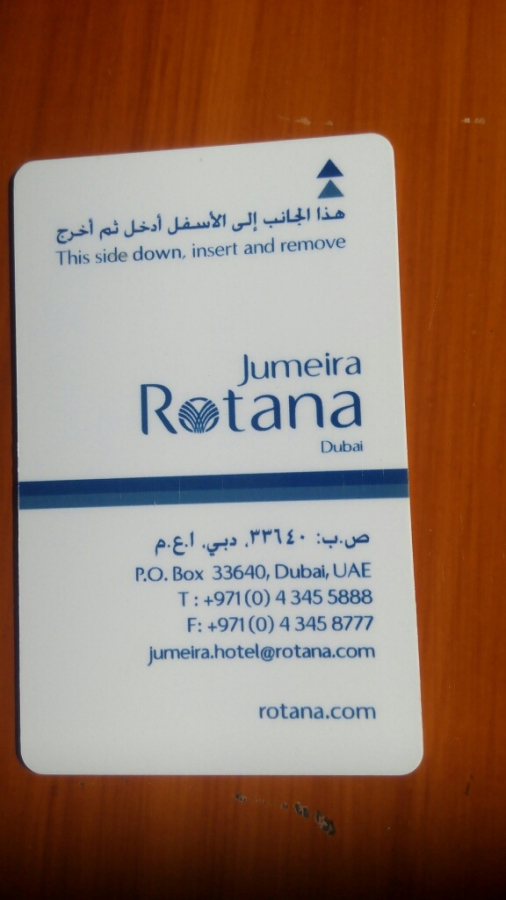 هذا الجانب إلى الأسفل أدخل ثم أخرج
This side down, insert and remove
Jumeira
Rotana
Dubai
ص.ب: ٣٣٦٤٠، دبي، ا.ع.م
P.O. Box 33640, Dubai, UAE
T : +971 (0) 4 345 5888
F: +971 (0) 4 345 8777
jumeira.hotel@rotana.com
rotana.com